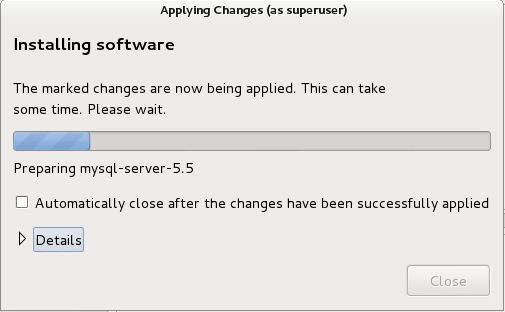 Applying Changes (as superuser)
Installing software
The marked changes are now being applied. This can take
some time. Please wait.
Preparing mysql-server-5.5
Automatically close after the changes have been successfully applied
Details
Close